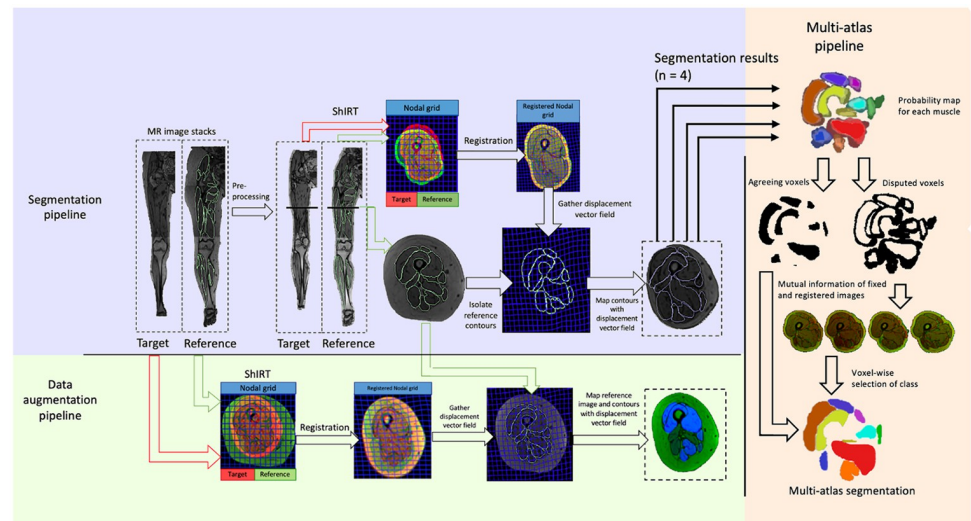 Multi-atlas
pipeline
Segmentation results
(n = 4)
Probability map
for each muscle
ShIRT
Nodal grid
Registered Nodal
grid
MR image stacks
Registration
Segmentation
pipeline
Pre-
processing
Target
Reference
Gather displacement
vector field
Agreeing voxels
Disputed voxels
Isolate
reference
contours
Map contours
with
displacement
vector field
Mutual information of fixed
and registered images
Target
Reference
Target
Reference
Voxel-wise
selection of class
Data
augmentation
pipeline
ShIRT
Nodal grid
Registered Nodal grid
Registration
Gather
displacement
vector field
Map reference
image and contours
with displacement
vector field
Target
Reference
Multi-atlas segmentation